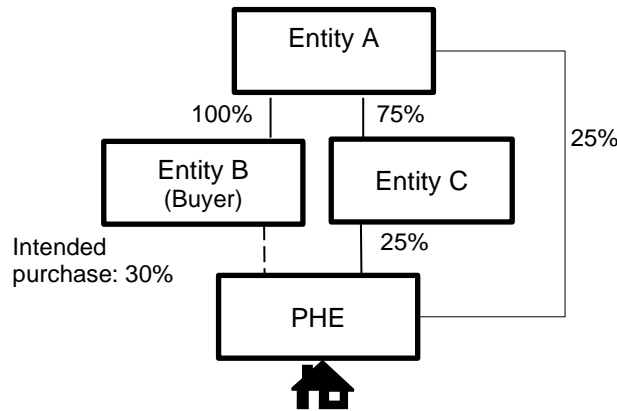 Entity A
100%
75%
25%
Entity B
(Buyer)
Entity C
Intended
purchase: 30%
25%
PHE